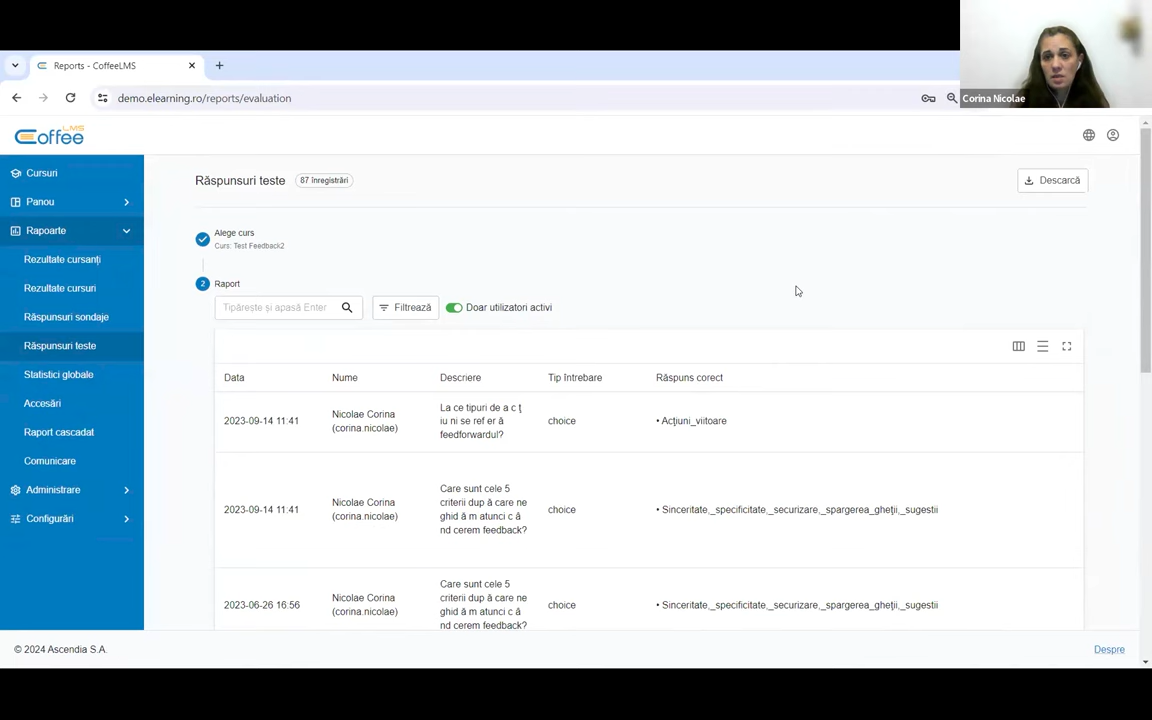 Reports - CoffeeLMS
demo.elearning.ro/reports/evaluation
Corina Nicolae
Coffee LMS
Cursuri
Panou
Rapoarte
Rezultate cursanți
Rezultate cursuri
Răspunsuri sondaje
Răspunsuri teste
Statistici globale
Accesări
Raport cascadat
Comunicare
Administrare
Configurări
Răspunsuri teste 87 înregistrări
Descarcă
Alege curs
Curs: Test Feedback2
2 Raport
Tipărește și apasă Enter
Filtrează
Doar utilizatori activi
Data Nume Descriere Tip întrebare Răspuns corect
2023-09-14 11:41
Nicolae Corina
(corina.nicolae)
La ce tipuri de a c ț
iu ni se ref er ă
feedforwardul?
choice
• Acțiuni_viitoare
2023-09-14 11:41
Nicolae Corina
(corina.nicolae)
Care sunt cele 5
criterii dup ă care ne
ghid ă m atunci c â
nd cerem feedback?
choice
• Sinceritate,_specificitate,_securizare,_spargerea_gheții,_sugestii
2023-06-26 16:56
Nicolae Corina
(corina.nicolae)
Care sunt cele 5
criterii dup ă care ne
ghid ă m atunci c â
nd cerem feedback?
choice
• Sinceritate,_specificitate,_securizare,_spargerea_gheții,_sugestii
© 2024 Ascendia S.A.
Despre